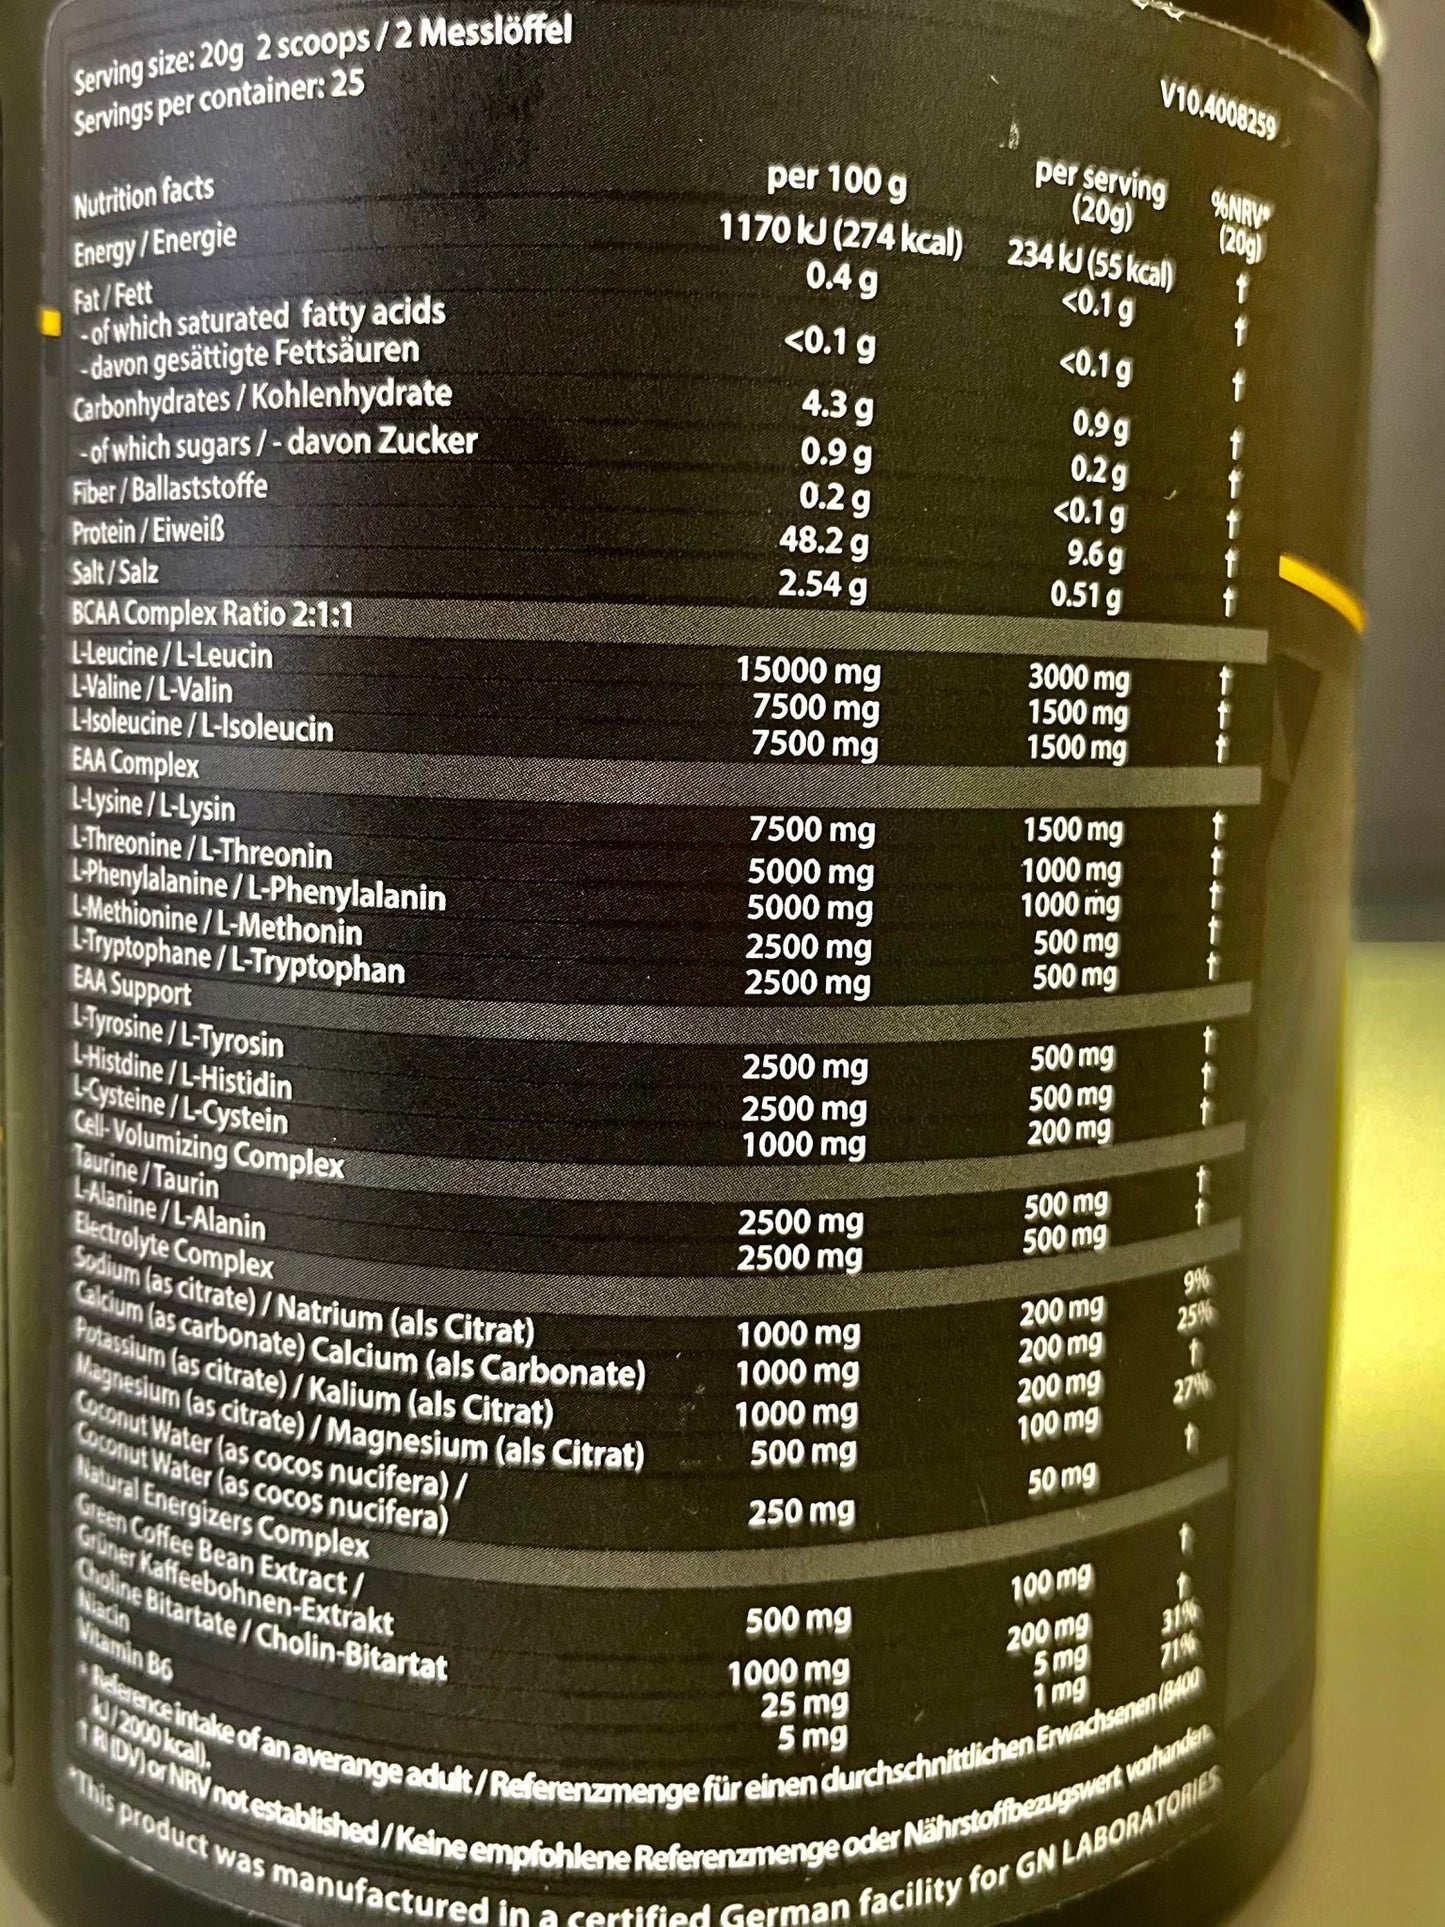 Serving size: 20g 2 scoops / 2 Messlöffel
Servings per container: 25
V10.4008259
Nutrition facts per 100 g per serving (20g) %NRV* (20g)
Energy / Energie 1170 kJ (274 kcal) 234 kJ (55 kcal) †
Fat / Fett 0.4 g <0.1 g †
- of which saturated fatty acids
- davon gesättigte Fettsäuren <0.1 g <0.1 g †
Carbonhydrates / Kohlenhydrate 4.3 g 0.9 g †
- of which sugars / - davon Zucker 0.9 g 0.2 g †
Fiber / Ballaststoffe 0.2 g <0.1 g †
Protein / Eiweiß 48.2 g 9.6 g †
Salt / Salz 2.54 g 0.51 g †
BCAA Complex Ratio 2:1:1
L-Leucine / L-Leucin 15000 mg 3000 mg †
L-Valine / L-Valin 7500 mg 1500 mg †
L-Isoleucine / L-Isoleucin 7500 mg 1500 mg †
EAA Complex
L-Lysine / L-Lysin 7500 mg 1500 mg †
L-Threonine / L-Threonin 5000 mg 1000 mg †
L-Phenylalanine / L-Phenylalanin 5000 mg 1000 mg †
L-Methionine / L-Methonin 2500 mg 500 mg †
L-Tryptophane / L-Tryptophan 2500 mg 500 mg †
EAA Support
L-Tyrosine / L-Tyrosin 2500 mg 500 mg †
L-Histdine / L-Histidin 2500 mg 500 mg †
L-Cysteine / L-Cystein 1000 mg 200 mg †
Cell-Volumizing Complex
Taurine / Taurin 2500 mg 500 mg †
L-Alanine / L-Alanin 2500 mg 500 mg †
Electrolyte Complex
Sodium (as citrate) / Natrium (als Citrat) 1000 mg 200 mg 9%
Calcium (as carbonate) Calcium (als Carbonate) 1000 mg 200 mg 25%
Potassium (as citrate) / Kalium (als Citrat) 1000 mg 200 mg †
Magnesium (as citrate) / Magnesium (als Citrat) 500 mg 100 mg 27%
Coconut Water (as cocos nucifera) /
Coconut Water (as cocos nucifera) 250 mg 50 mg †
Natural Energizers Complex
Green Coffee Bean Extract /
Grüner Kaffeebohnen-Extrakt 500 mg 100 mg †
Choline Bitartate / Cholin-Bitartat 1000 mg 200 mg †
Niacin 25 mg 5 mg 31%
Vitamin B6 5 mg 1 mg 71%
* Reference intake of an averange adult / Referenzmenge für einen durchschnittlichen Erwachsenen (8400
kJ / 2000 kcal).
† RI (DV) or NRV not established / Keine empfohlene Referenzmenge oder Nährstoffbezugswert vorhanden.
*This product was manufactured in a certified German facility for GN LABORATORIES